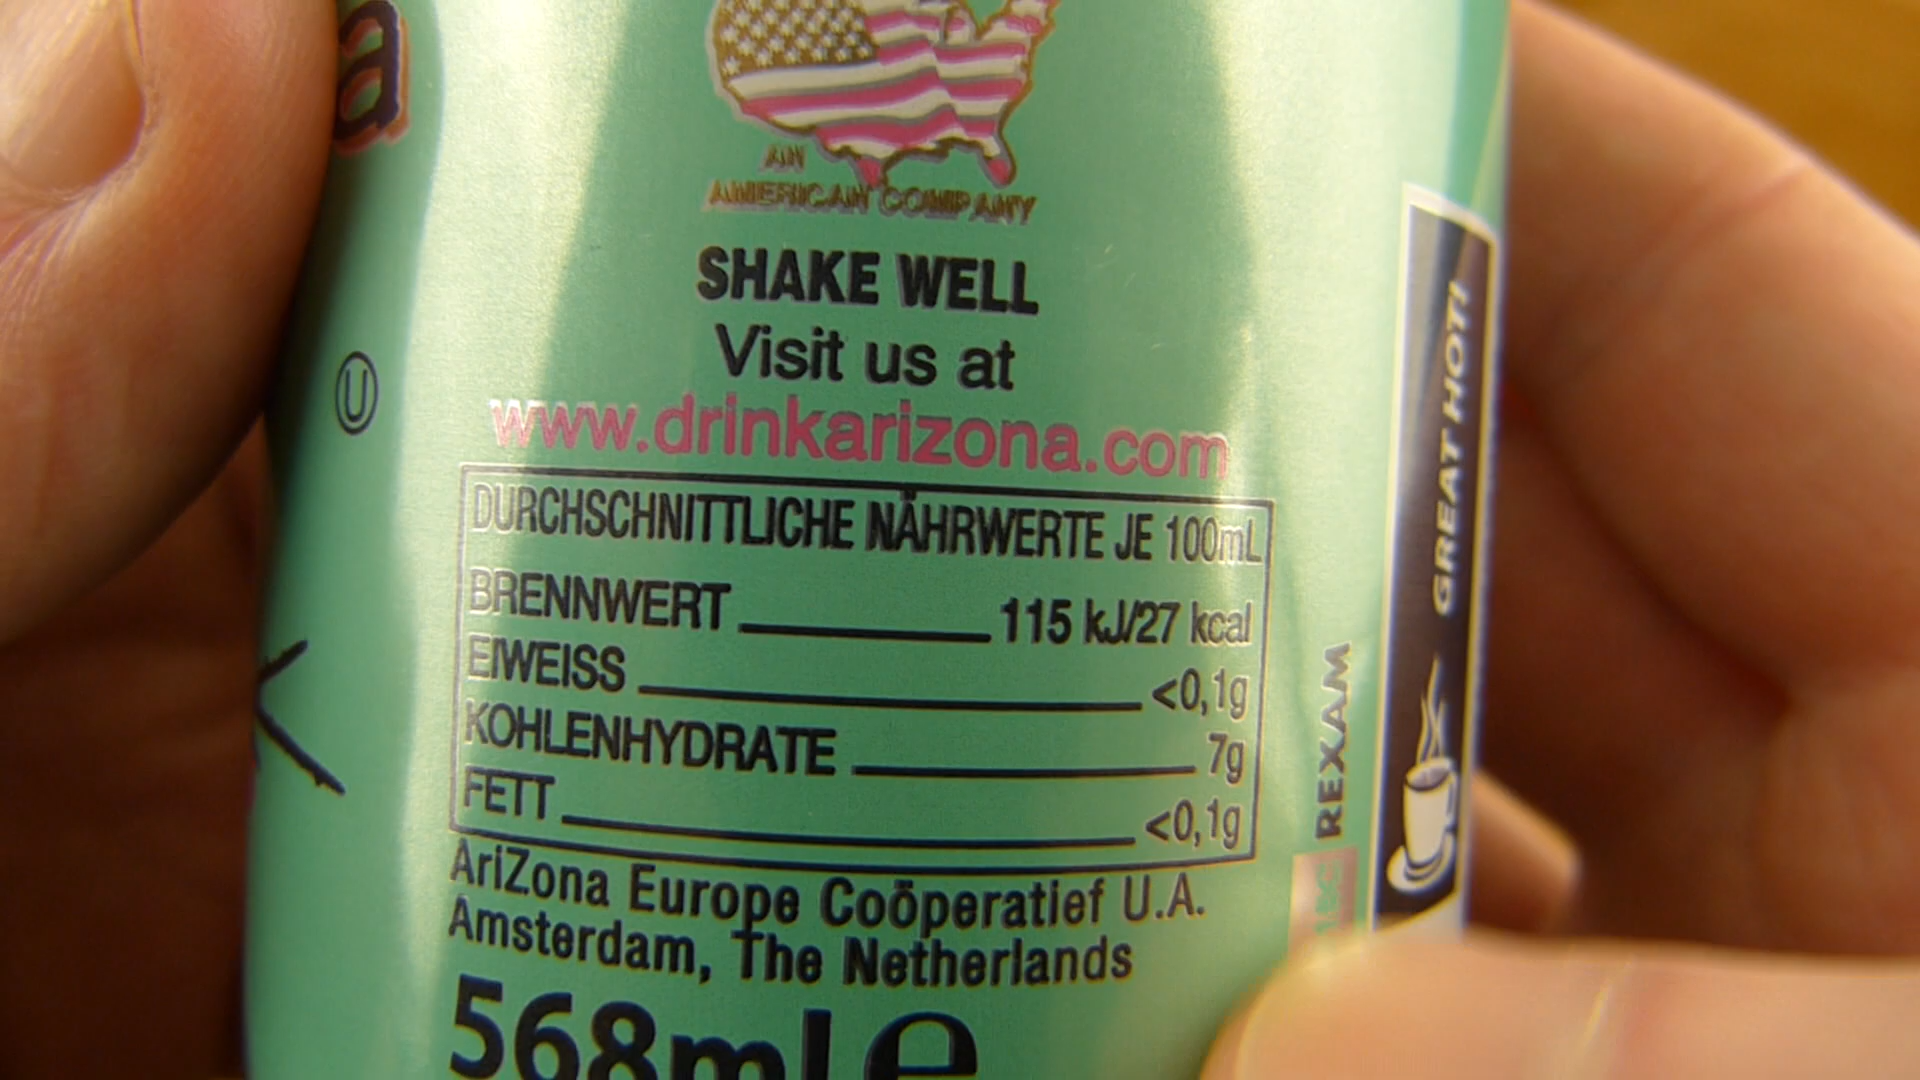 a
AN
AMERICAN COMPANY
SHAKE WELL
Visit us at
www.drinkarizona.com
U
DURCHSCHNITTLICHE NÄHRWERTE JE 100mL
BRENNWERT 115 kJ/27 kcal
EIWEISS <0,1g
KOHLENHYDRATE 7g
FETT <0,1g
AriZona Europe Coöperatief U.A.
Amsterdam, The Netherlands
568ml e
REXAM
GREAT HOT!